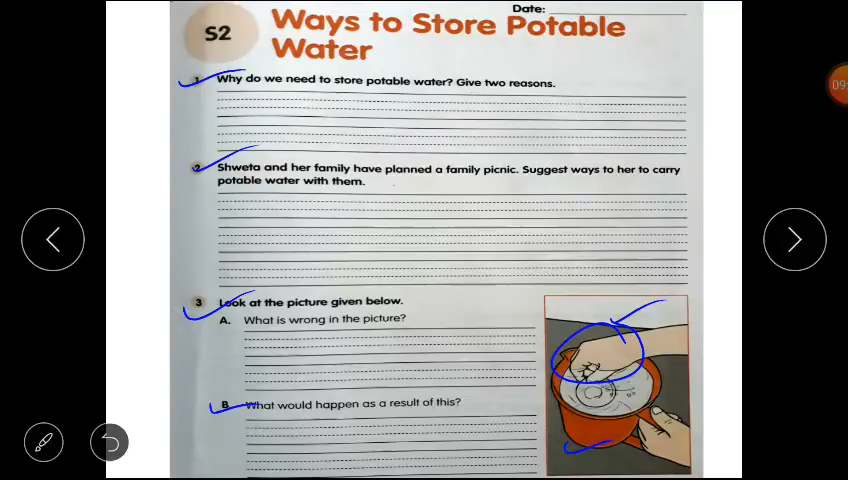 Date:
S2
Ways to Store Potable
Water
1 Why do we need to store potable water? Give two reasons.
2 Shweta and her family have planned a family picnic. Suggest ways to her to carry
potable water with them.
3 Look at the picture given below.
A. What is wrong in the picture?
B. What would happen as a result of this?
09: